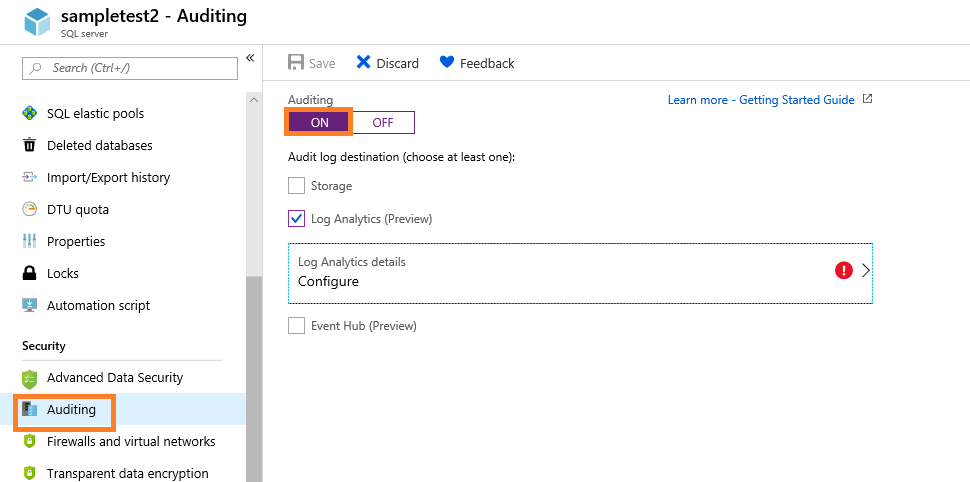 sampletest2 - Auditing
SQL server
Search (Ctrl+/)
SQL elastic pools
Deleted databases
Import/Export history
DTU quota
Properties
Locks
Automation script
Security
Advanced Data Security
Auditing
Firewalls and virtual networks
Transparent data encryption
Save Discard Feedback
Auditing
Learn more - Getting Started Guide
ON OFF
Audit log destination (choose at least one):
Storage
Log Analytics (Preview)
Log Analytics details
Configure
Event Hub (Preview)